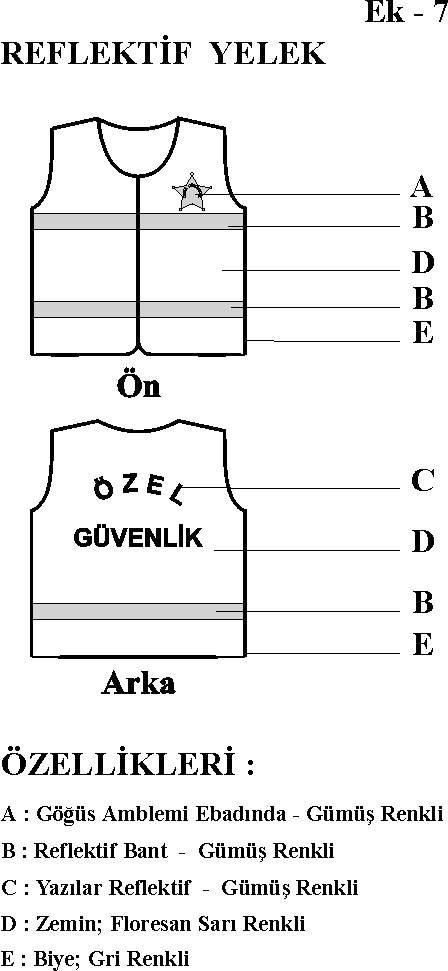 Ek - 7
REFLEKTİF YELEK
A
B
D
B
E
Ön
ÖZEL
GÜVENLİK
C
D
B
E
Arka
ÖZELLİKLERİ :
A : Göğüs Amblemi Ebadında - Gümüş Renkli
B : Reflektif Bant - Gümüş Renkli
C : Yazılar Reflektif - Gümüş Renkli
D : Zemin; Floresan Sarı Renkli
E : Biye; Gri Renkli